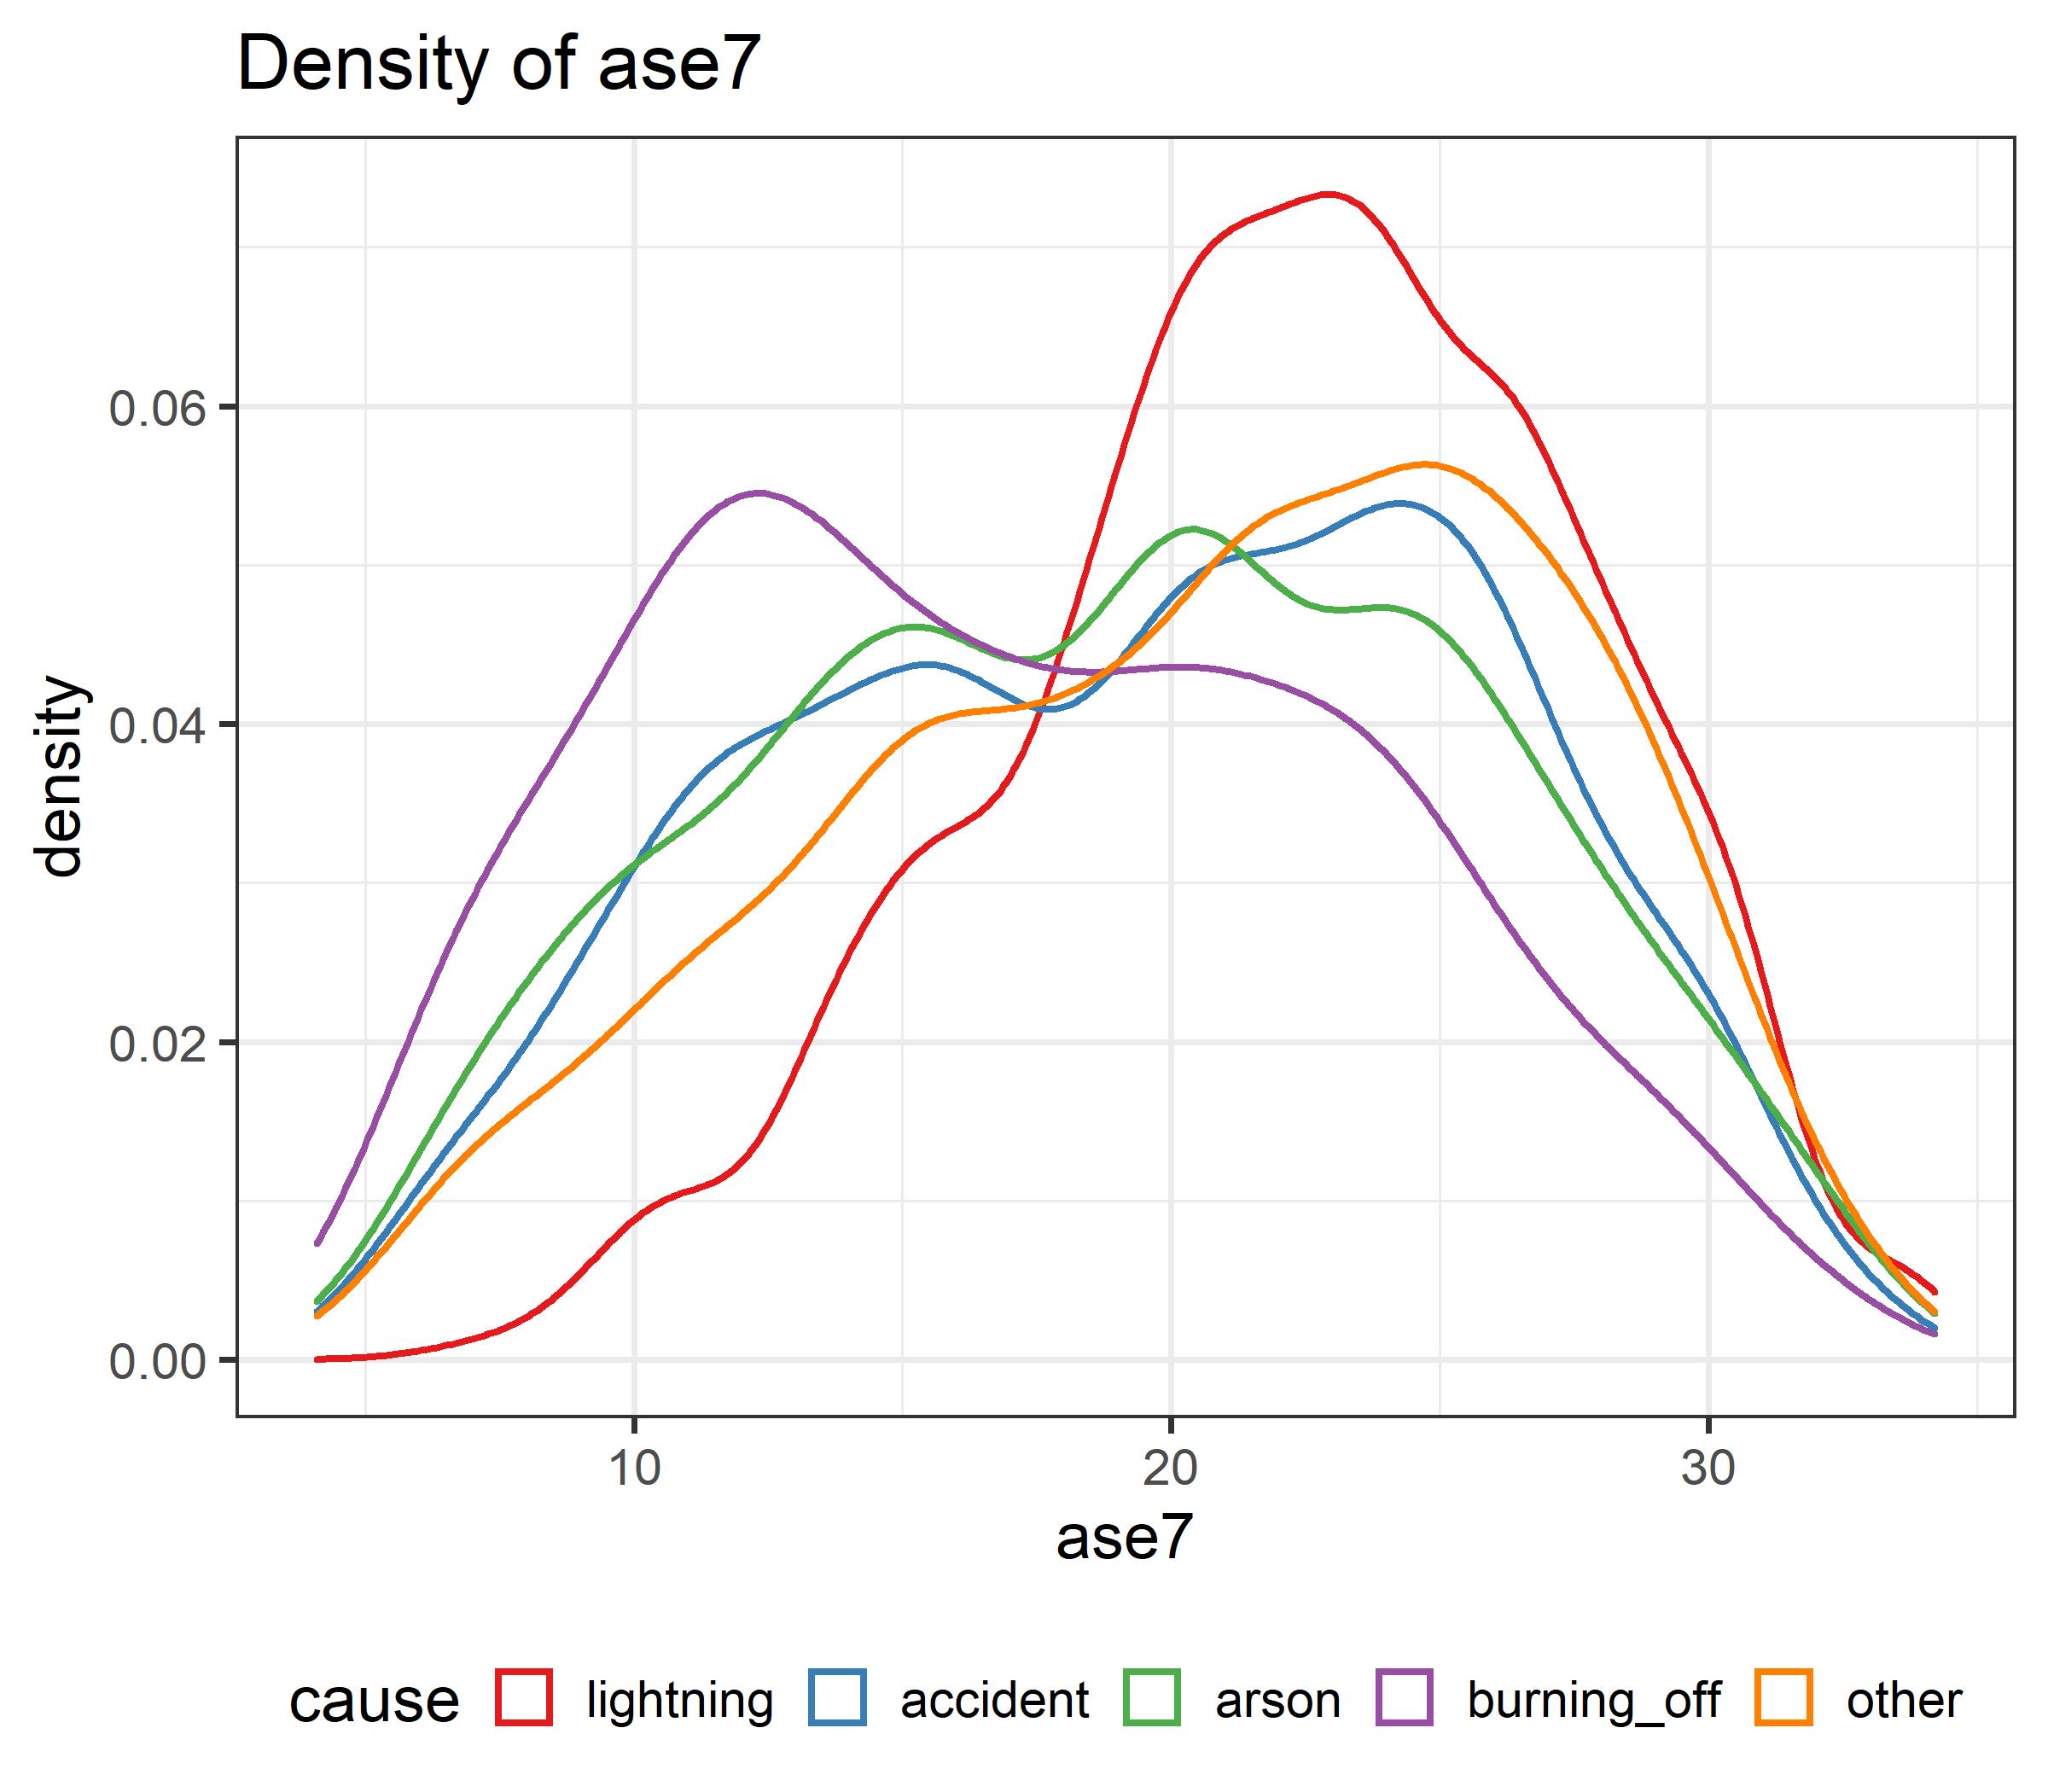 Density of ase7
density
0.06
0.04
0.02
0.00
10 20 30
ase7
cause lightning accident arson burning_off other